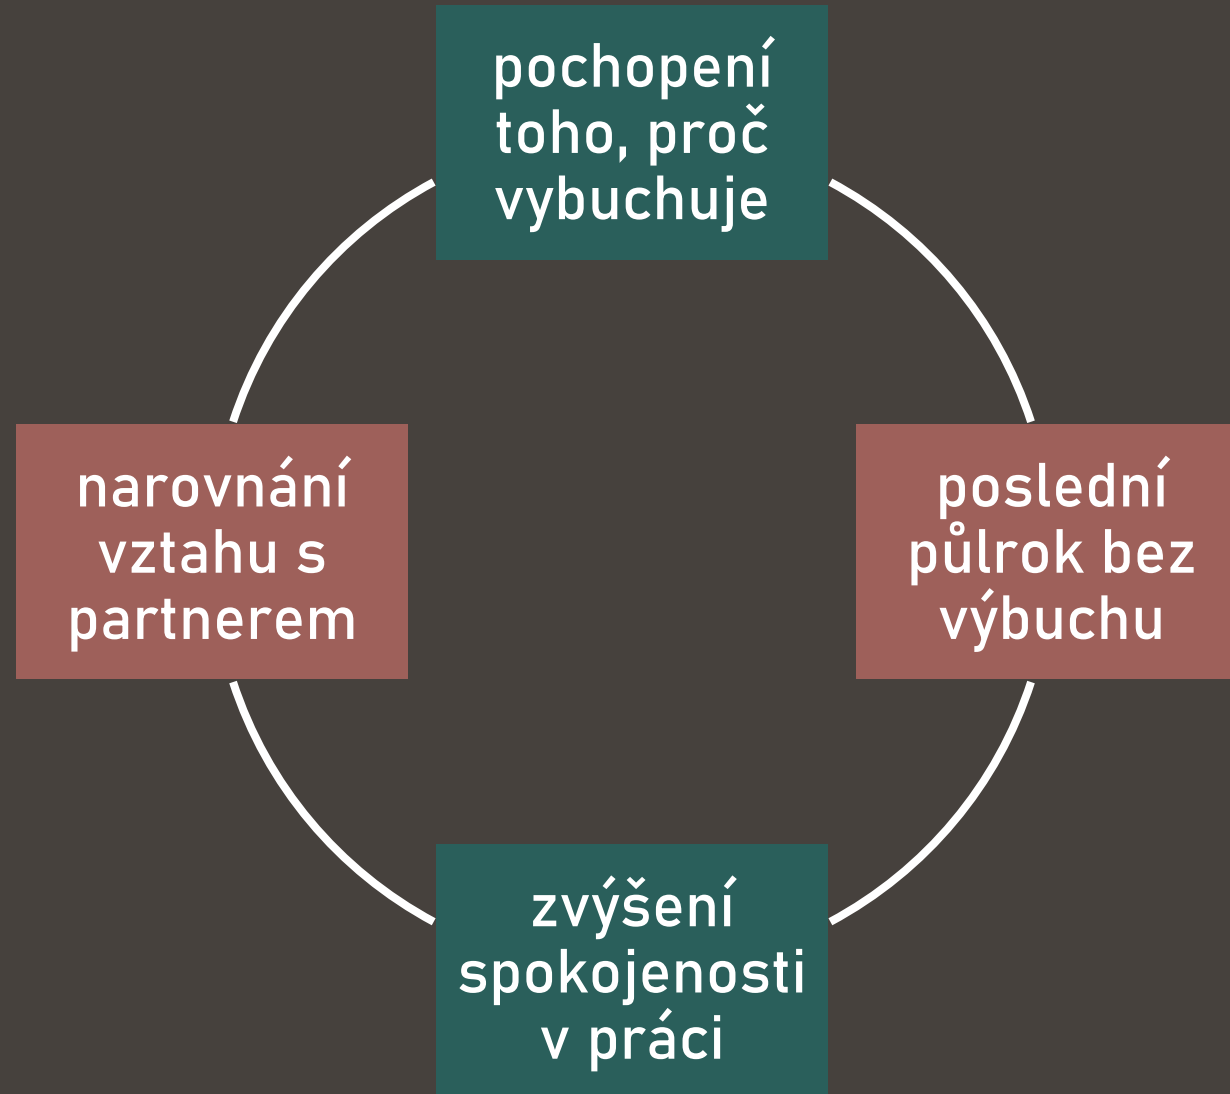 pochopení
toho, proč
vybuchuje
narovnání
vztahu s
partnerem
poslední
půlrok bez
výbuchu
zvýšení
spokojenosti
v práci